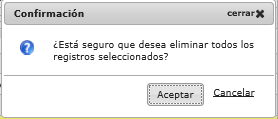 Confirmación cerrar
¿Está seguro que desea eliminar todos los
registros seleccionados?
Aceptar Cancelar